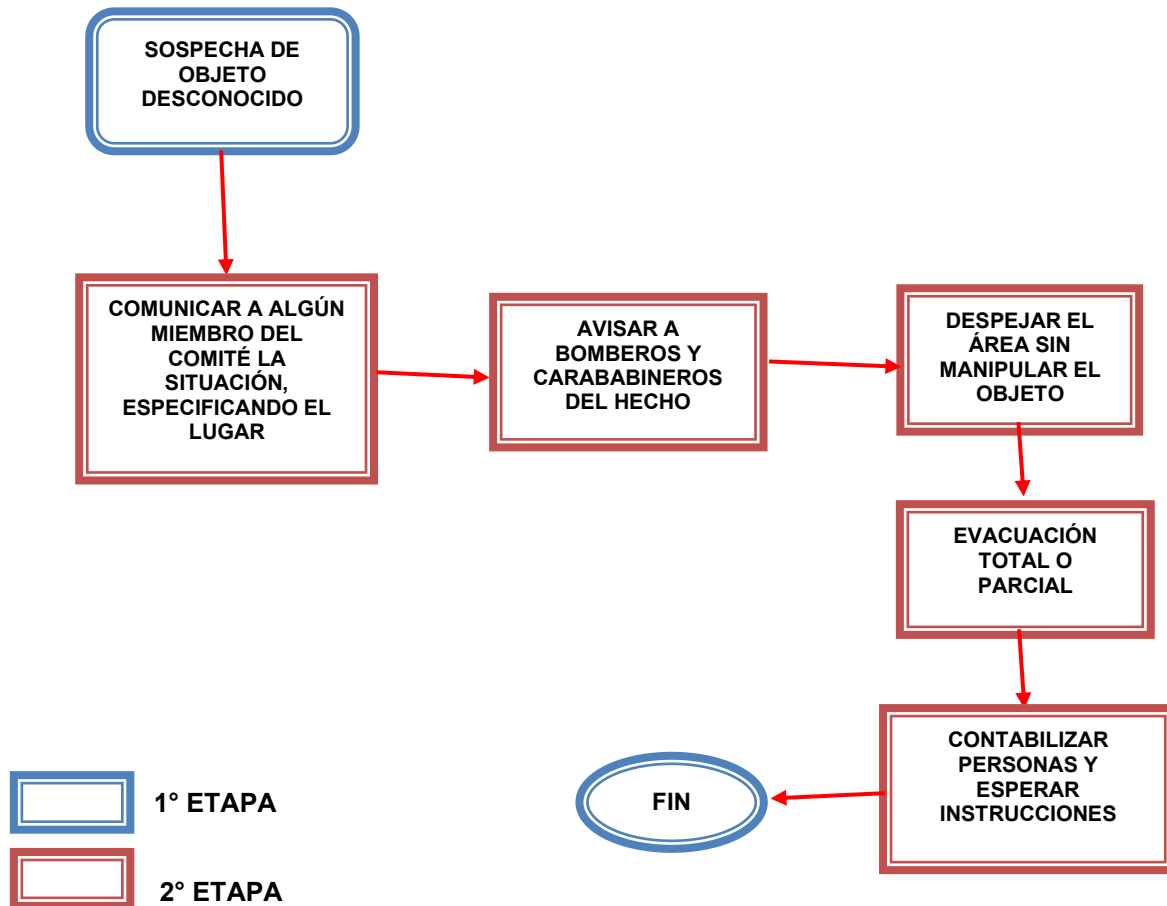 SOSPECHA DE
OBJETO
DESCONOCIDO
COMUNICAR A ALGÚN
MIEMBRO DEL
COMITÉ LA
SITUACIÓN,
ESPECIFICANDO EL
LUGAR
AVISAR A
BOMBEROS Y
CARABABINEROS
DEL HECHO
DESPEJAR EL
ÁREA SIN
MANIPULAR EL
OBJETO
EVACUACIÓN
TOTAL O
PARCIAL
CONTABILIZAR
PERSONAS Y
ESPERAR
INSTRUCCIONES
FIN
1° ETAPA
2° ETAPA